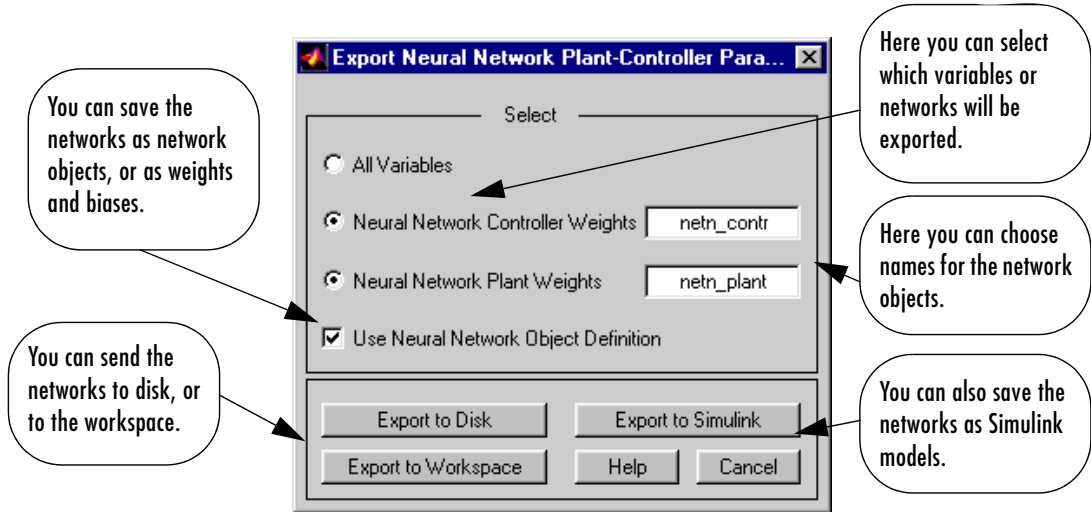 Export Neural Network Plant-Controller Para...
Select
All Variables
Neural Network Controller Weights
netn_contr
Neural Network Plant Weights
netn_plant
Use Neural Network Object Definition
Export to Disk
Export to Simulink
Export to Workspace
Help
Cancel
You can save the
networks as network
objects, or as weights
and biases.
You can send the
networks to disk, or
to the workspace.
Here you can select
which variables or
networks will be
exported.
Here you can choose
names for the network
objects.
You can also save the
networks as Simulink
models.